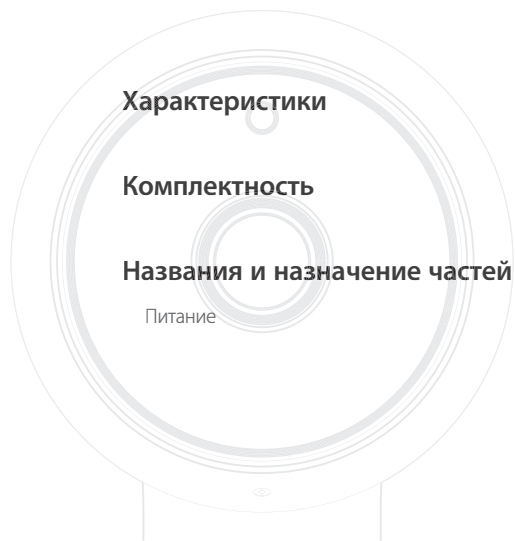 Характеристики
Комплектность
Названия и назначение частей
Питание